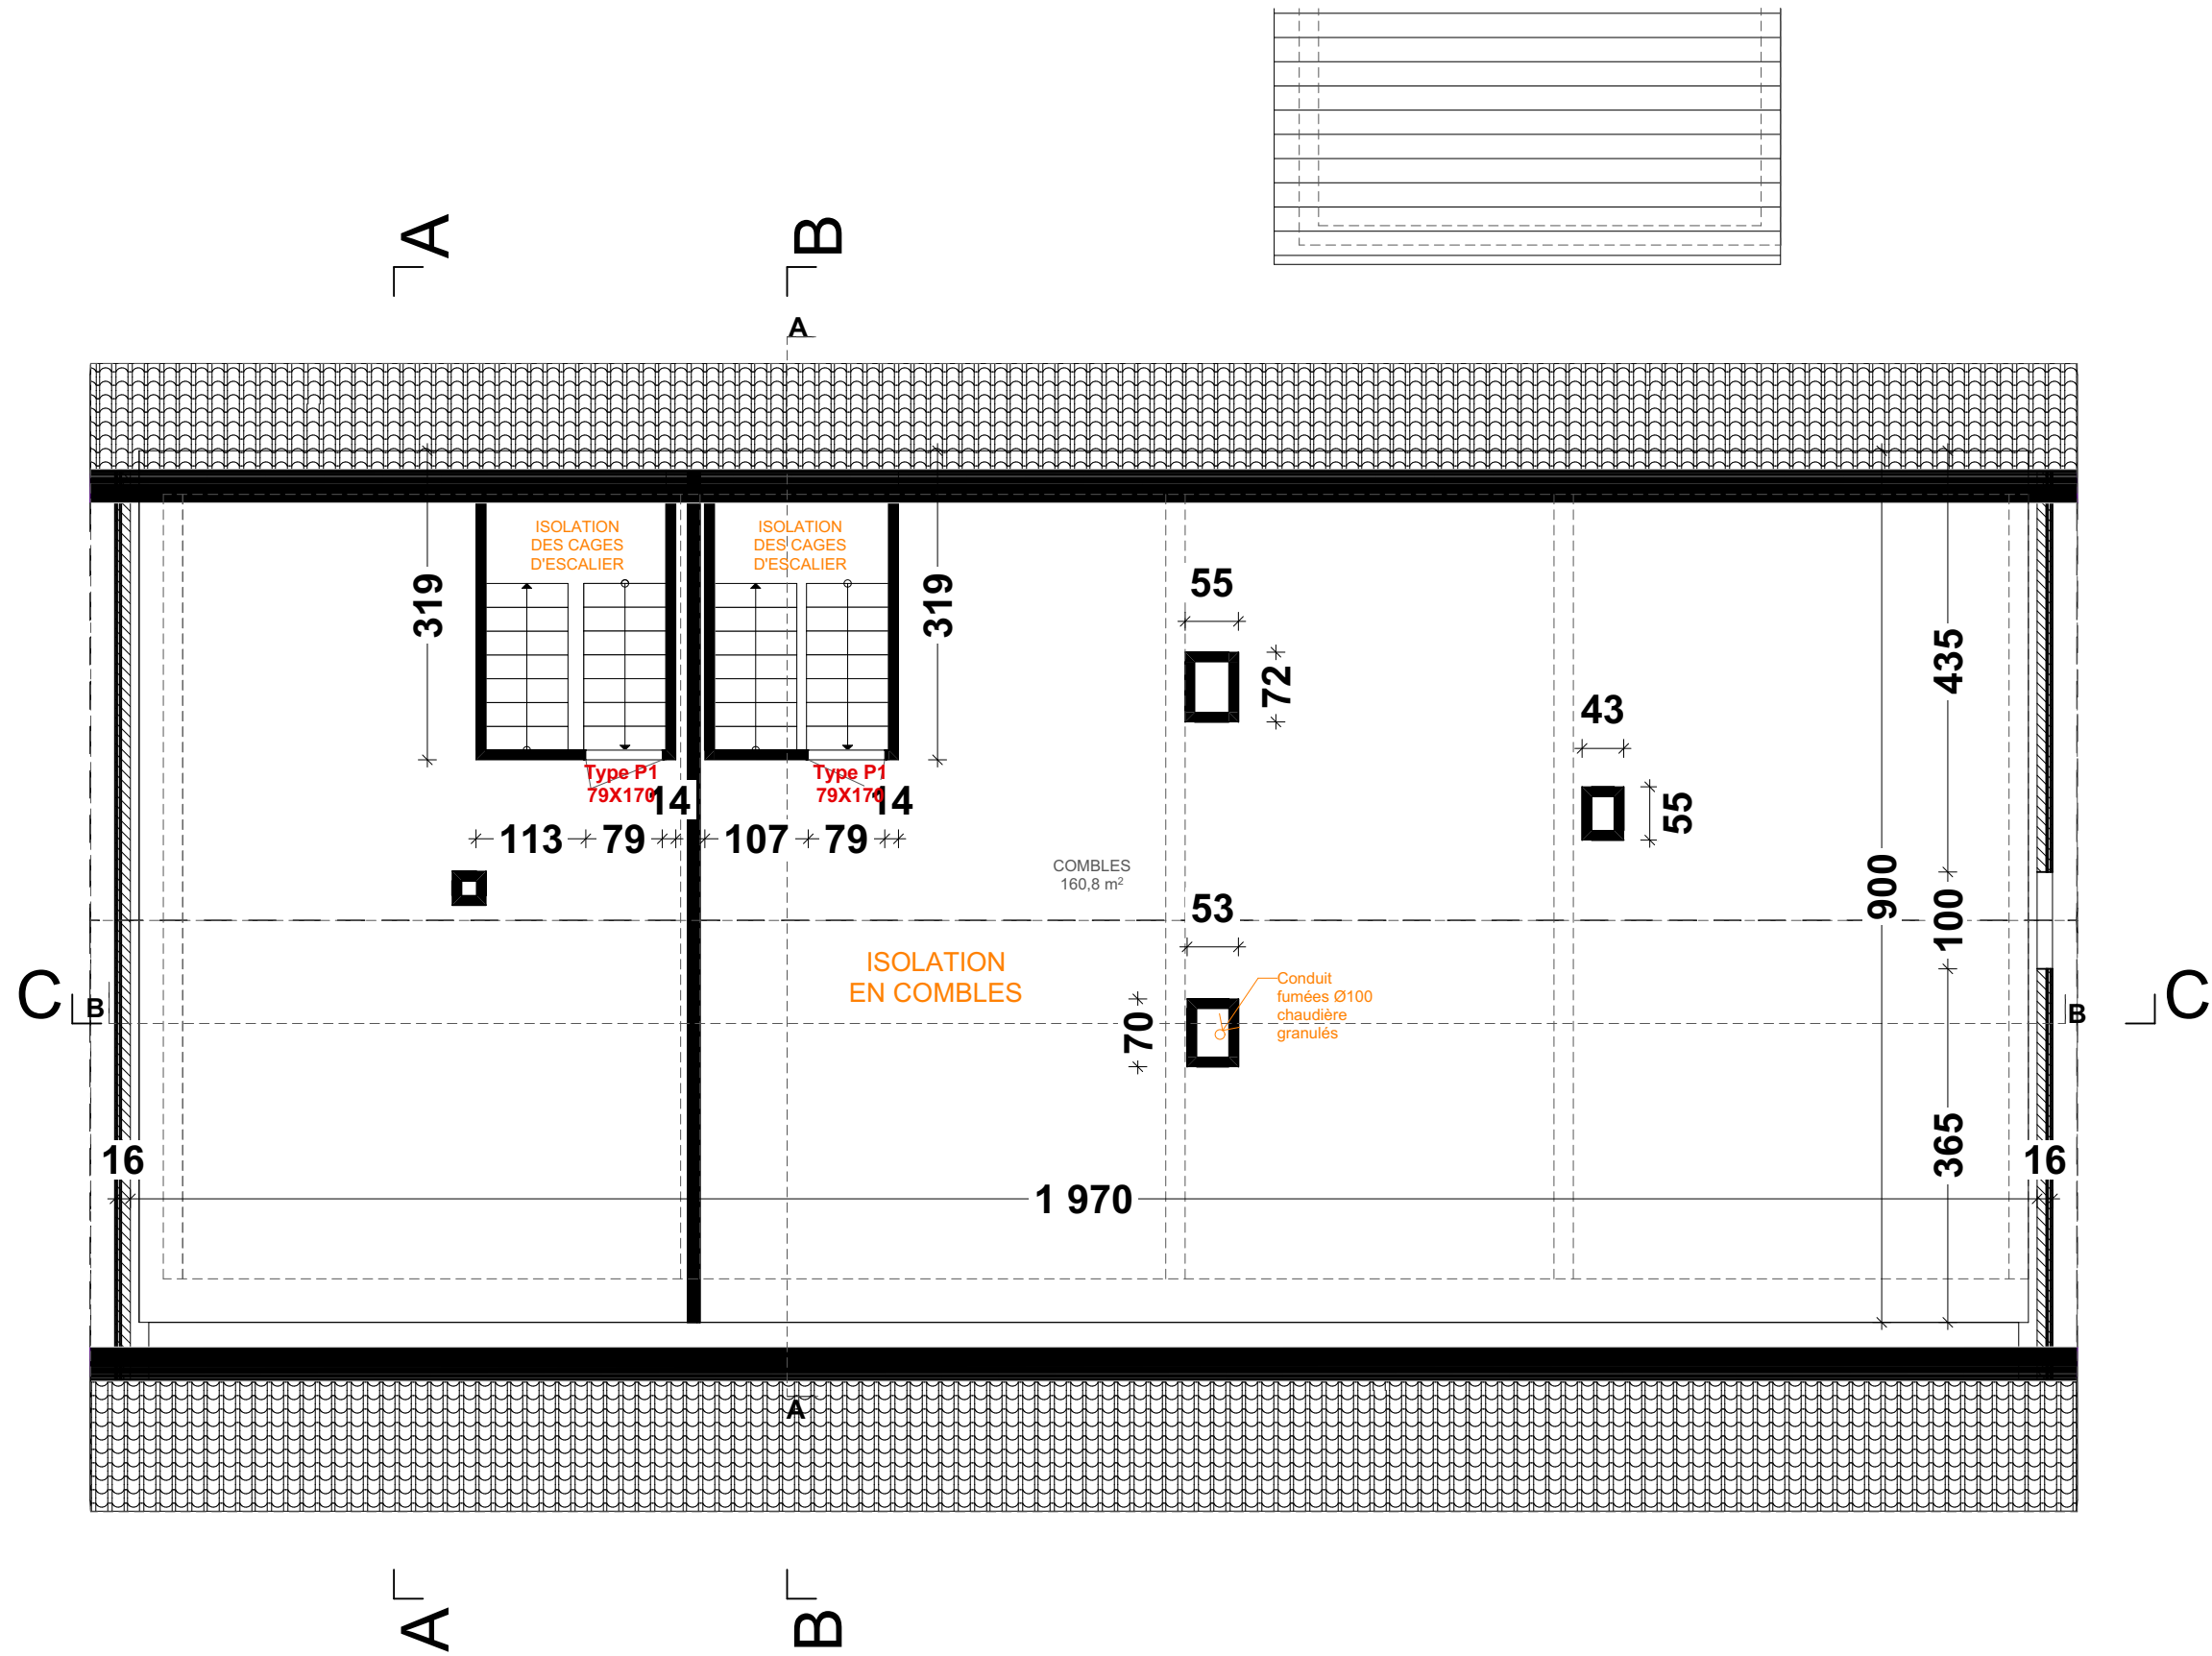 A
B
A
ISOLATION
DES CAGES
D'ESCALIER
ISOLATION
DES CAGES
D'ESCALIER
319
319
55
72
435
43
55
Type P1
79X170
14
Type P1
79X170
14
113
79
107
79
COMBLES
160,8 m²
900
100
53
ISOLATION
EN COMBLES
Conduit
fumées Ø100
chaudière
granulés
70
C
B
B
C
16
365
16
1 970
A
A
B